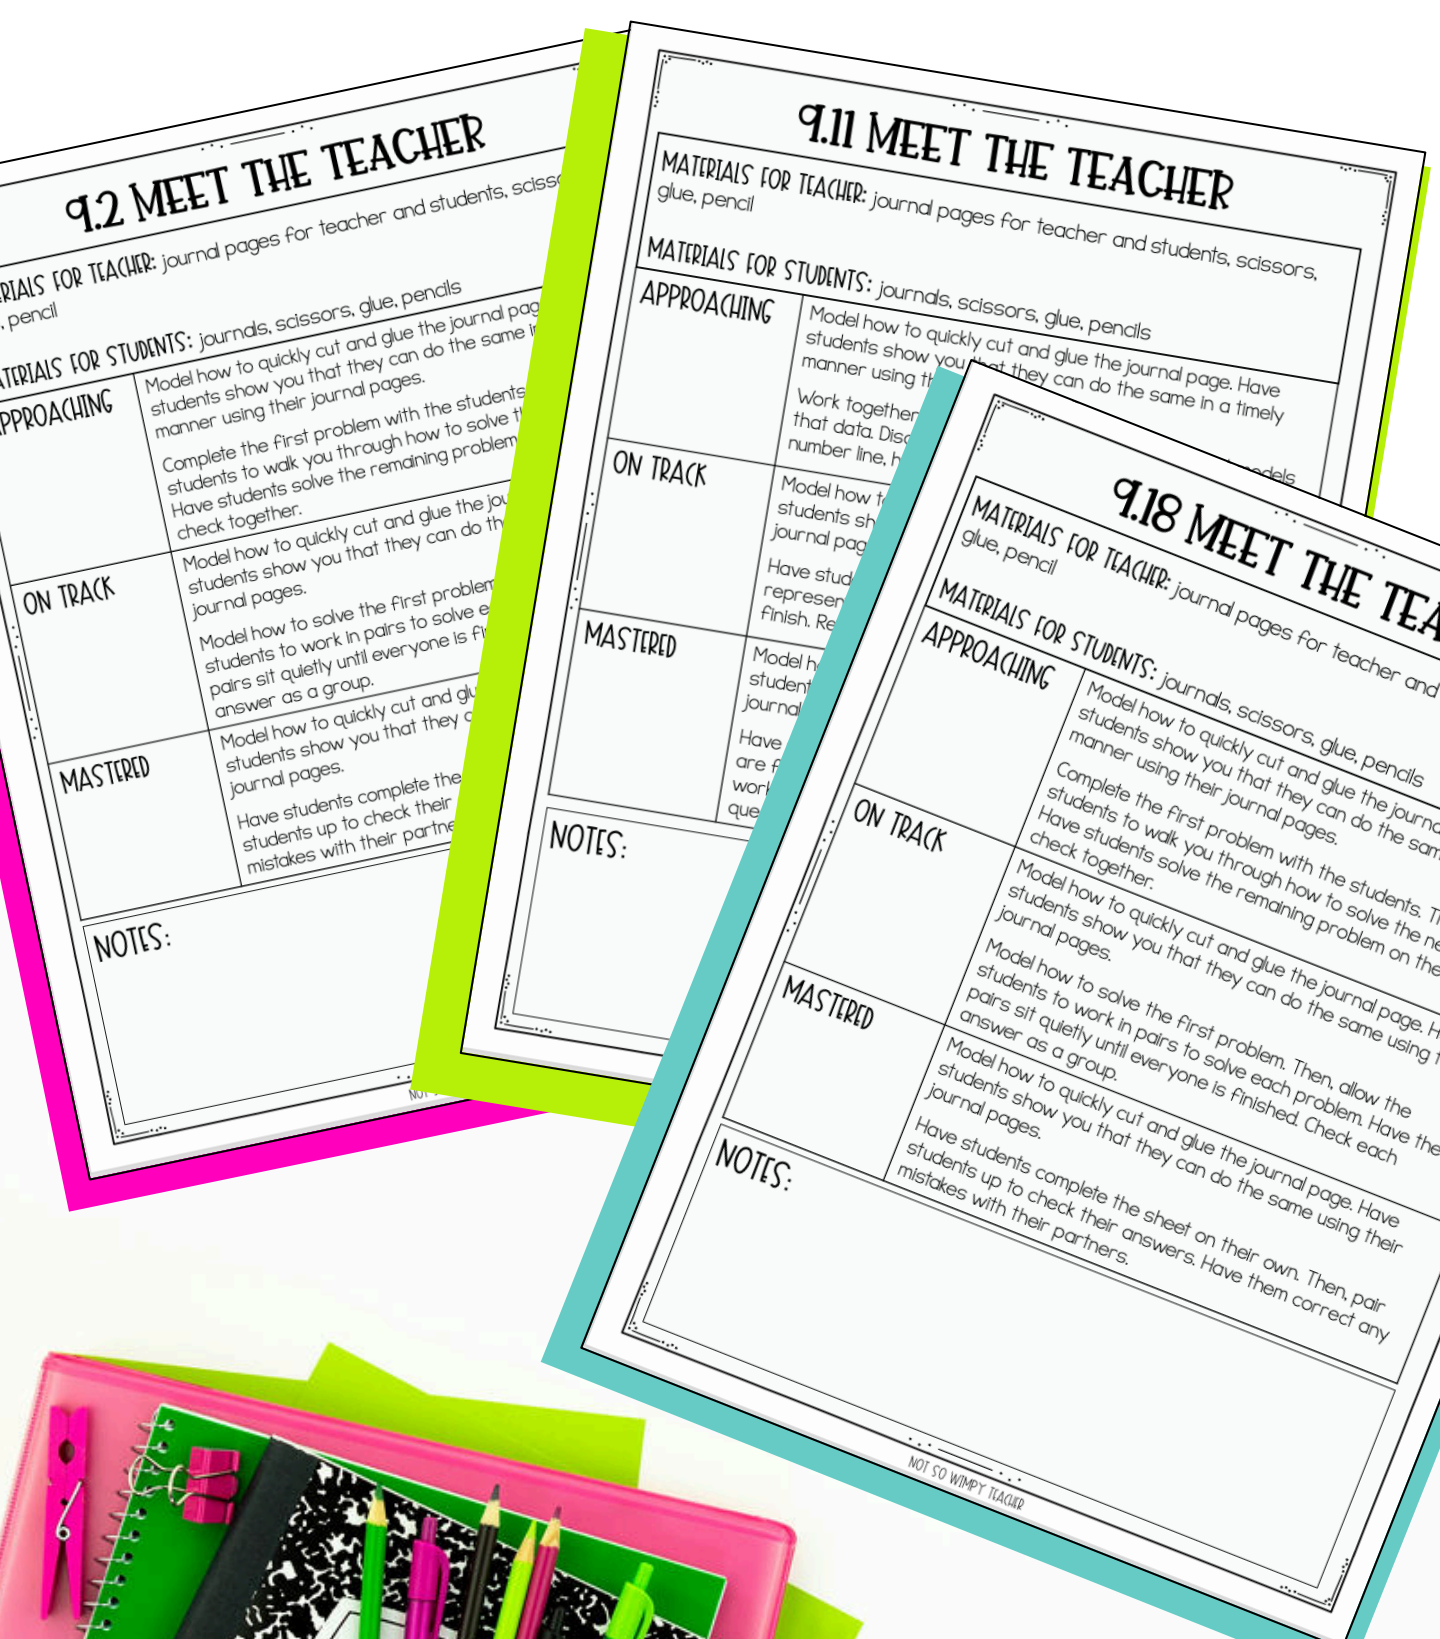 9.2 MEET THE TEACHER
FOR TEACHER: journal pages for teacher and students,
pencil
FOR STUDENTS: journals, scissors, glue, pencils
Model how to quickly cut and glue the journal
students show you that they can do the same
manner using their journal pages.
Complete the first problem with the students
students to walk you through how to solve
Have students solve the remaining
check together.
ON TRACK
Model how to quickly cut and glue the
students show you that they can do
journal pages.
Model how to solve the first problem
students to work in pairs to solve
pairs sit quietly until everyone is
answer as a group.
MASTERED
Model how to quickly cut and
students show you that they
journal pages.
Have students complete the
students up to check their
mistakes with their
NOTES:
NOT
9.11 MEET THE TEACHER
MATERIALS FOR TEACHER: journal pages for teacher and students, scissors,
glue, pencil
MATERIALS FOR STUDENTS: journals, scissors, glue, pencils
APPROACHING
Model how to quickly cut and glue the journal page. Have
students show you that they can do the same in a timely
manner using
Work together
that data.
number line,
ON TRACK
Model how
students
journal
Have
finish.
MASTERED
Model
journal
Have
are
NOTES:
9.18 MEET THE
MATERIALS FOR TEACHER: journal pages for teacher and
glue, pencil
MATERIALS FOR STUDENTS: journals, scissors, glue, pencils
APPROACHING
Model how to quickly cut and glue the
students show you that they can do the
manner using their journal pages.
Complete the first problem with the students.
students to walk you through how to solve the
Have students solve the remaining problem on the
check together.
ON TRACK
Model how to quickly cut and glue the journal page.
students show you that they can do the same using
journal pages.
Model how to solve the first problem. Then, allow the
students to work in pairs to solve each problem. Have the
pairs sit quietly until everyone is finished. Check each
answer as a group.
MASTERED
Model how to quickly cut and glue the journal page. Have
students show you that they can do the same using their
journal pages.
Have students complete the sheet on their own. Then, pair
students up to check their answers. Have them correct any
mistakes with their partners.
NOTES:
NOT SO WIMPY TEACHER